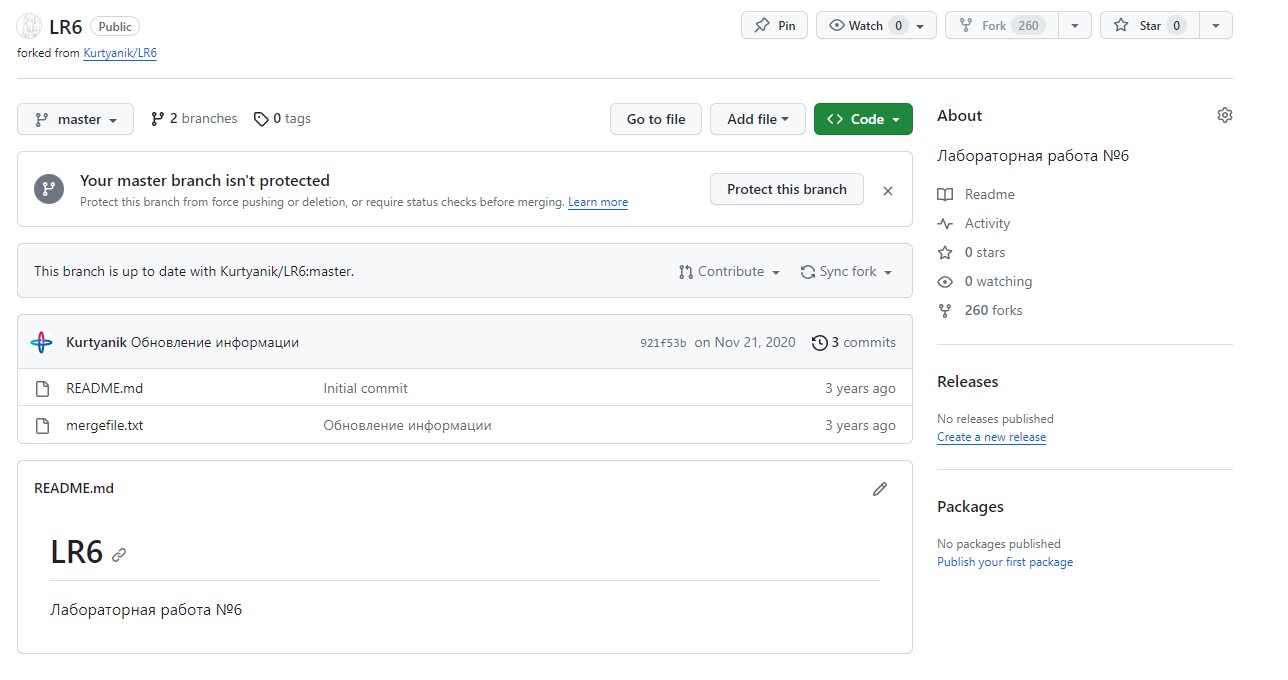 LR6 Public
Pin
Watch 0
Fork 260
Star 0
forked from Kurtyanik/LR6
master
2 branches
0 tags
Go to file
Add file
Code
Your master branch isn't protected
Protect this branch from force pushing or deletion, or require status checks before merging. Learn more
Protect this branch
This branch is up to date with Kurtyanik/LR6:master.
Contribute
Sync fork
Kurtyanik Обновление информации
921f53b on Nov 21, 2020
3 commits
README.md Initial commit 3 years ago
mergefile.txt Обновление информации 3 years ago
README.md
LR6
Лабораторная работа №6
About
Лабораторная работа №6
Readme
Activity
0 stars
0 watching
260 forks
Releases
No releases published
Create a new release
Packages
No packages published
Publish your first package